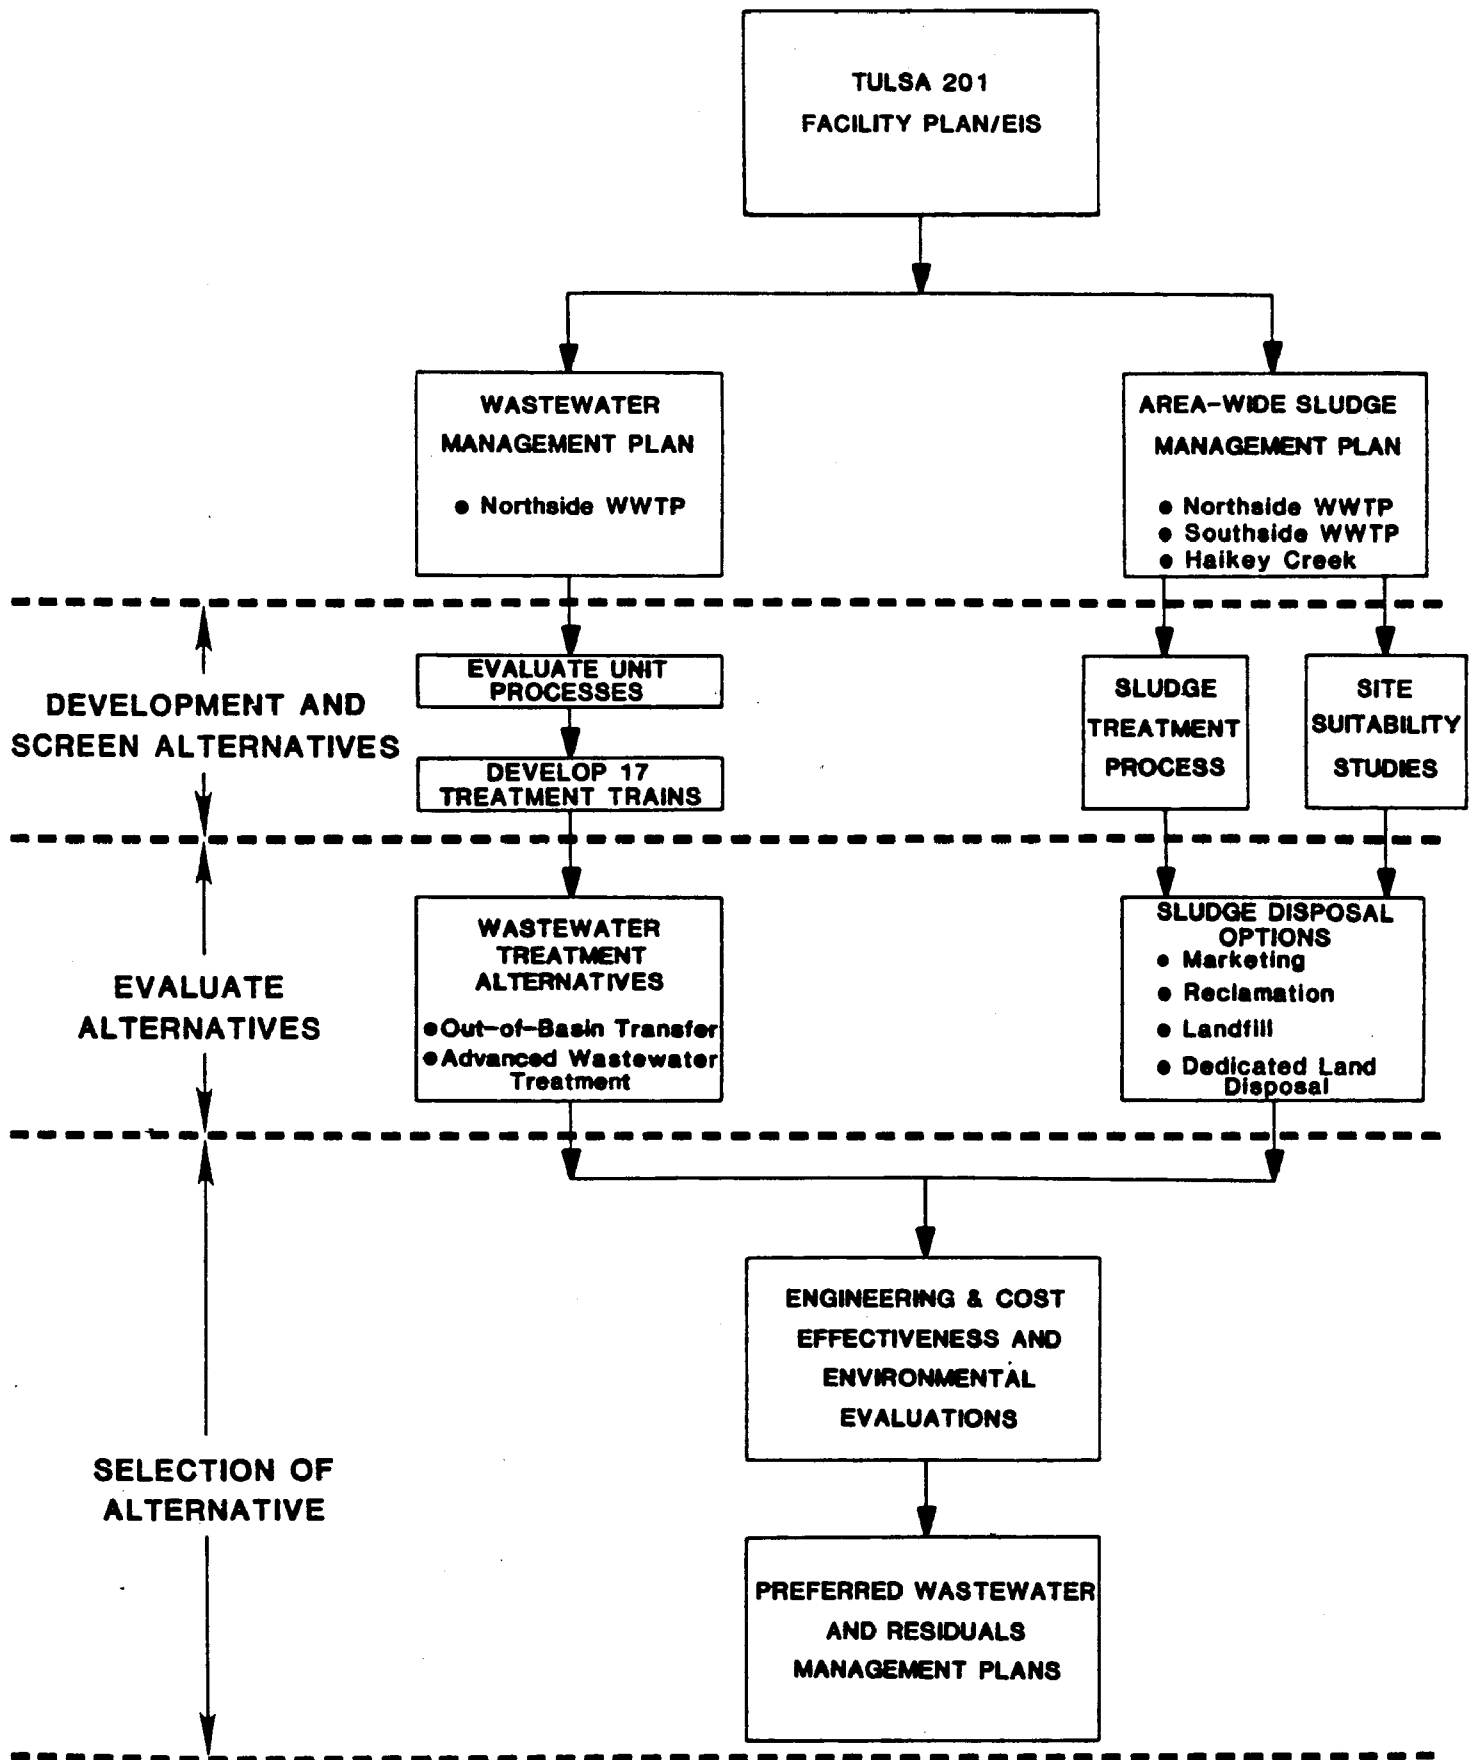 TULSA 201
FACILITY PLAN/EIS
WASTEWATER
MANAGEMENT PLAN
● Northside WWTP
AREA-WIDE SLUDGE
MANAGEMENT PLAN
● Northside WWTP
● Southside WWTP
● Haikey Creek
DEVELOPMENT AND
SCREEN ALTERNATIVES
EVALUATE UNIT
PROCESSES
DEVELOP 17
TREATMENT TRAINS
SLUDGE
TREATMENT
PROCESS
SITE
SUITABILITY
STUDIES
EVALUATE
ALTERNATIVES
WASTEWATER
TREATMENT
ALTERNATIVES
● Out-of-Basin Transfer
● Advanced Wastewater
Treatment
SLUDGE DISPOSAL
OPTIONS
● Marketing
● Reclamation
● Landfill
● Dedicated Land
Disposal
SELECTION OF
ALTERNATIVE
ENGINEERING & COST
EFFECTIVENESS AND
ENVIRONMENTAL
EVALUATIONS
PREFERRED WASTEWATER
AND RESIDUALS
MANAGEMENT PLANS